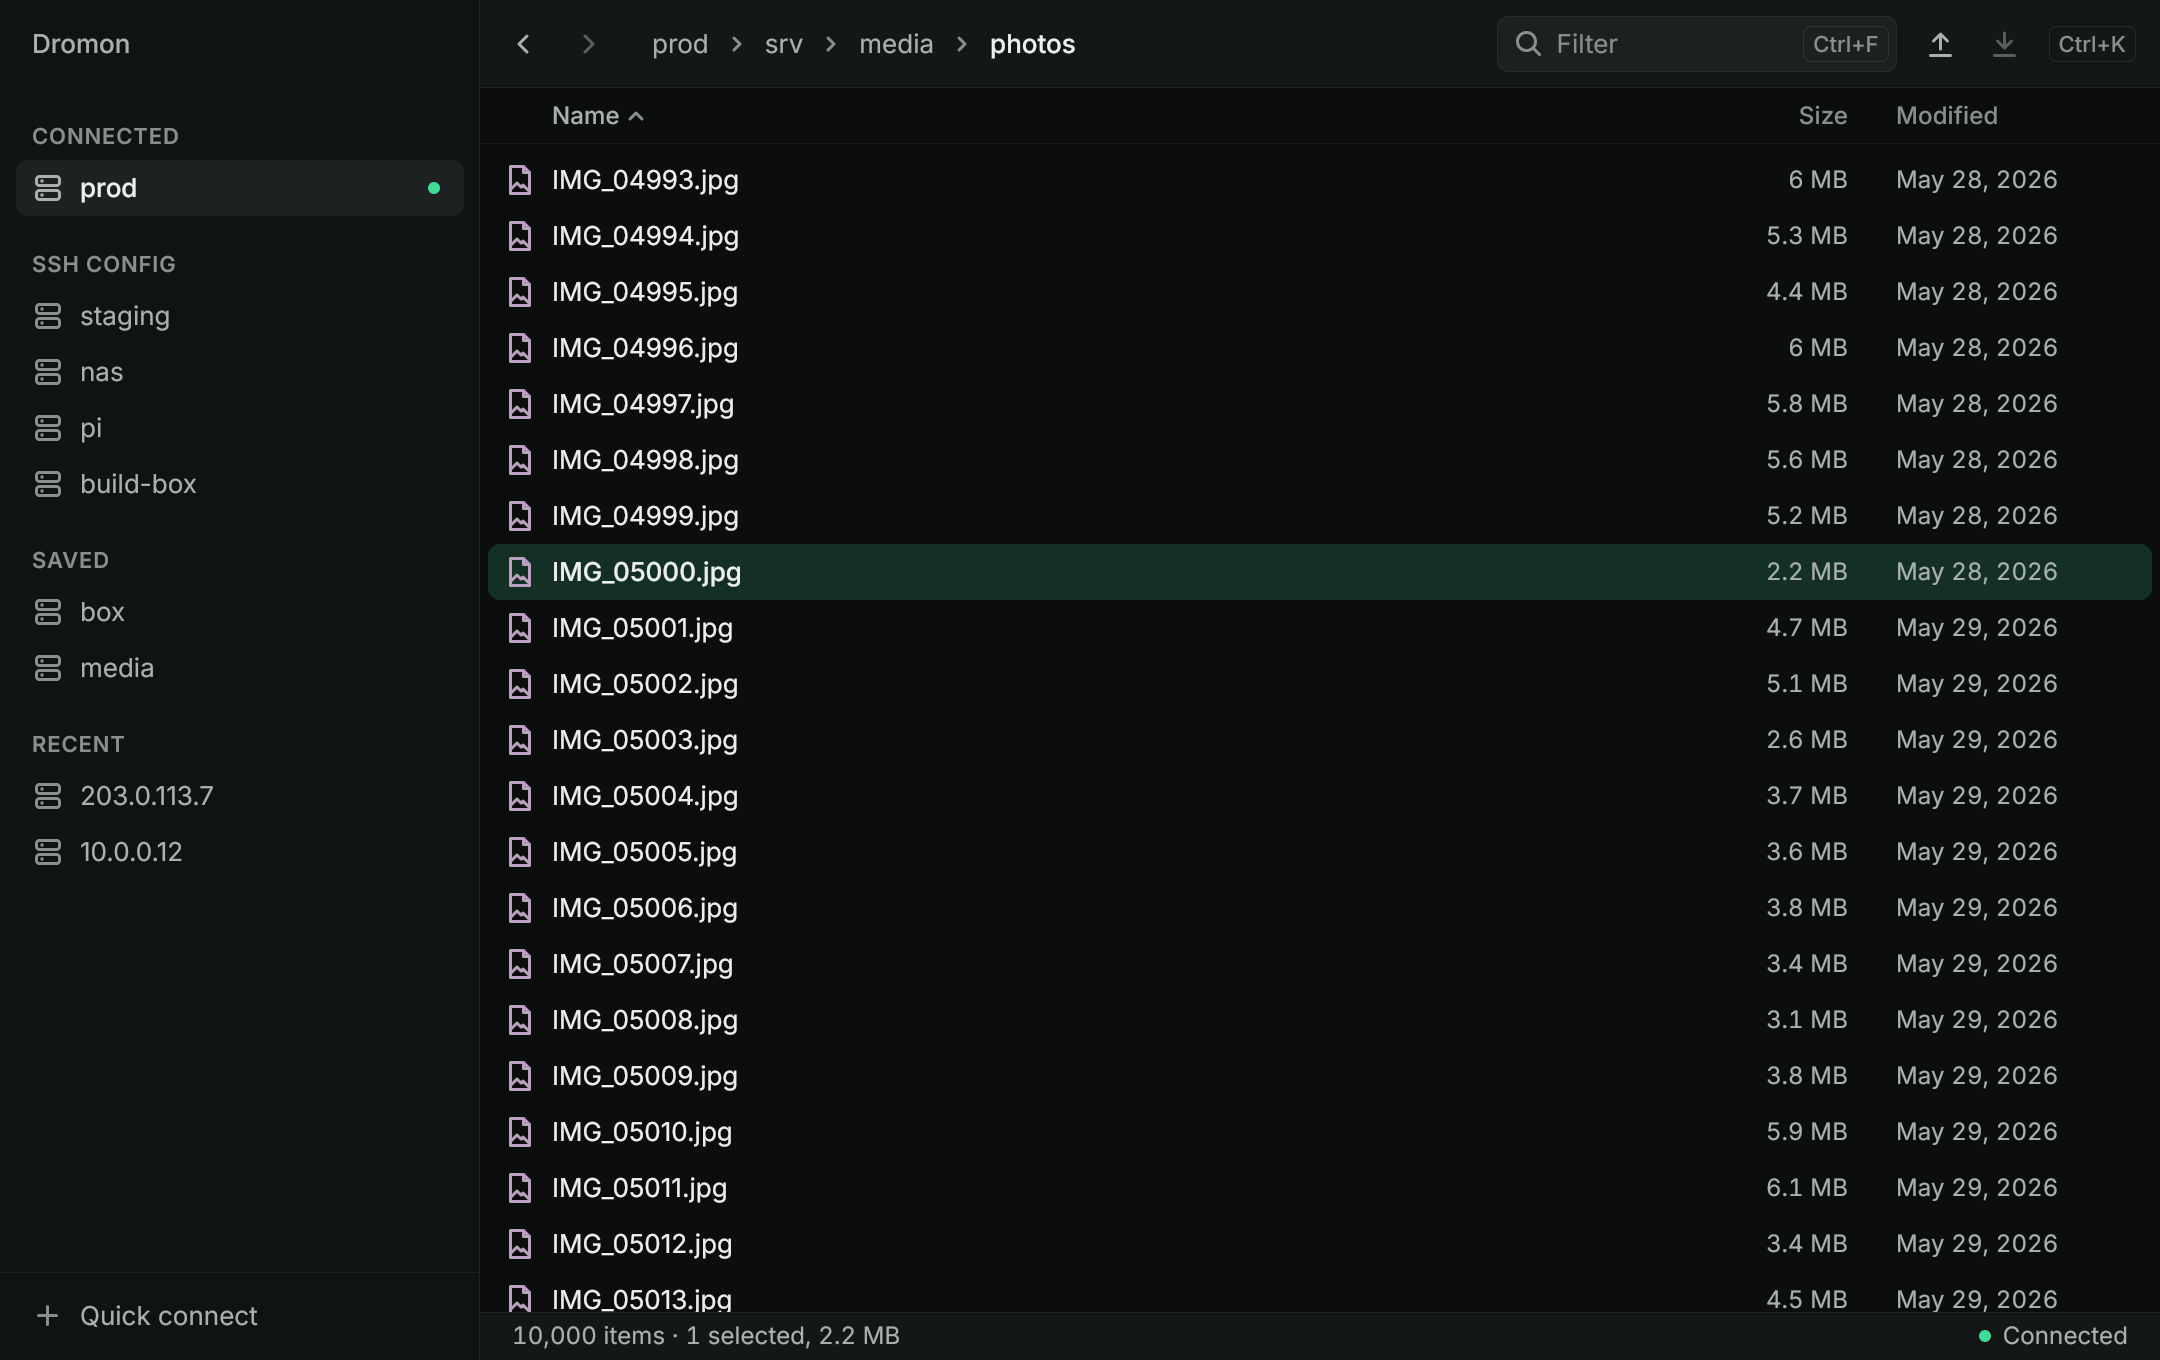 Dromon
CONNECTED
prod
SSH CONFIG
staging
nas
pi
build-box
SAVED
box
media
RECENT
203.0.113.7
10.0.0.12
Quick connect
prod srv media photos
Filter Ctrl+F Ctrl+K
Name Size Modified
IMG_04993.jpg 6 MB May 28, 2026
IMG_04994.jpg 5.3 MB May 28, 2026
IMG_04995.jpg 4.4 MB May 28, 2026
IMG_04996.jpg 6 MB May 28, 2026
IMG_04997.jpg 5.8 MB May 28, 2026
IMG_04998.jpg 5.6 MB May 28, 2026
IMG_04999.jpg 5.2 MB May 28, 2026
IMG_05000.jpg 2.2 MB May 28, 2026
IMG_05001.jpg 4.7 MB May 29, 2026
IMG_05002.jpg 5.1 MB May 29, 2026
IMG_05003.jpg 2.6 MB May 29, 2026
IMG_05004.jpg 3.7 MB May 29, 2026
IMG_05005.jpg 3.6 MB May 29, 2026
IMG_05006.jpg 3.8 MB May 29, 2026
IMG_05007.jpg 3.4 MB May 29, 2026
IMG_05008.jpg 3.1 MB May 29, 2026
IMG_05009.jpg 3.8 MB May 29, 2026
IMG_05010.jpg 5.9 MB May 29, 2026
IMG_05011.jpg 6.1 MB May 29, 2026
IMG_05012.jpg 3.4 MB May 29, 2026
IMG_05013.jpg 4.5 MB May 29, 2026
10,000 items · 1 selected, 2.2 MB Connected